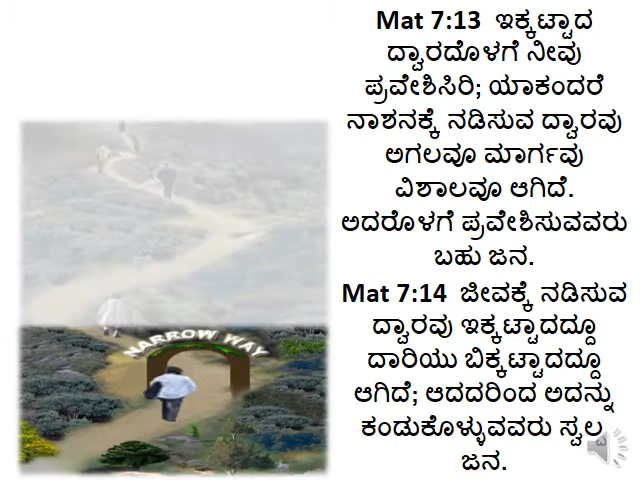 Mat 7:13 ಇಕ್ಕಟ್ಟಾದ
ದ್ವಾರದೊಳಗೆ ನೀವು
ಪ್ರವೇಶಿಸಿರಿ; ಯಾಕಂದರೆ
ನಾಶನಕ್ಕೆ ನಡಿಸುವ ದ್ವಾರವು
ಅಗಲವೂ ಮಾರ್ಗವು
ವಿಶಾಲವೂ ಆಗಿದೆ.
ಅದರೊಳಗೆ ಪ್ರವೇಶಿಸುವವರು
ಬಹು ಜನ.
Mat 7:14 ಜೀವಕ್ಕೆ ನಡಿಸುವ
ದ್ವಾರವು ಇಕ್ಕಟ್ಟಾದದ್ದೂ
ದಾರಿಯು ಬಿಕ್ಕಟ್ಟಾದದ್ದೂ
ಆಗಿದೆ; ಆದದರಿಂದ ಅದನ್ನು
ಕಂಡುಕೊಳ್ಳುವವರು ಸ್ವಲ್ಪ
ಜನ.
NARROW WAY